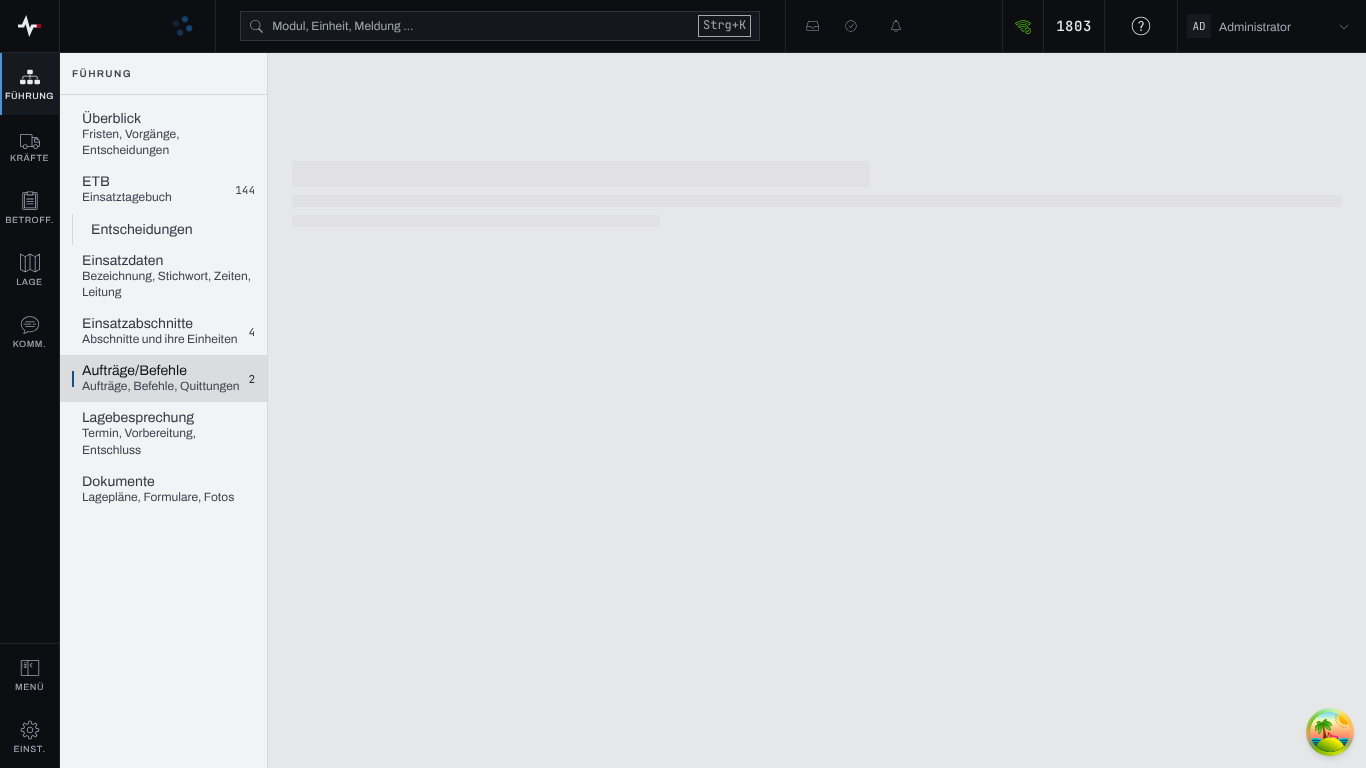 Modul, Einheit, Meldung ...
Strg+K
1803
AD
Administrator
FÜHRUNG
KRÄFTE
BETROFF.
LAGE
KOMM.
MENÜ
EINST.
FÜHRUNG
Überblick
Fristen, Vorgänge,
Entscheidungen
ETB
Einsatztagebuch
144
Entscheidungen
Einsatzdaten
Bezeichnung, Stichwort, Zeiten,
Leitung
Einsatzabschnitte
Abschnitte und ihre Einheiten
4
Aufträge/Befehle
Aufträge, Befehle, Quittungen
2
Lagebesprechung
Termin, Vorbereitung,
Entschluss
Dokumente
Lagepläne, Formulare, Fotos